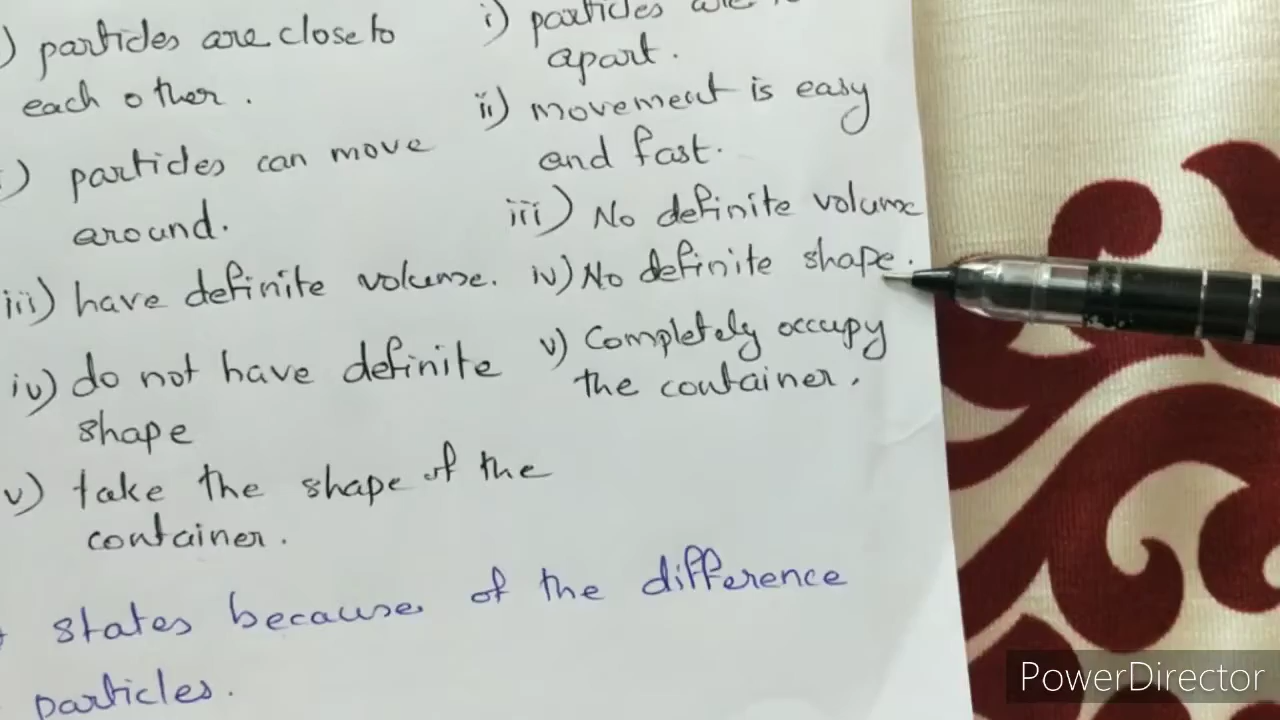 ) particles are close to
each other.
) particles can move
around.
iii) have definite volume.
iv) do not have definite
shape
v) take the shape of the
container.
i) particles are
apart.
ii) movement is easy
and fast.
iii) No definite volume
iv) No definite shape.
v) Completely occupy
the container.
states because of the difference
particles.
PowerDirector